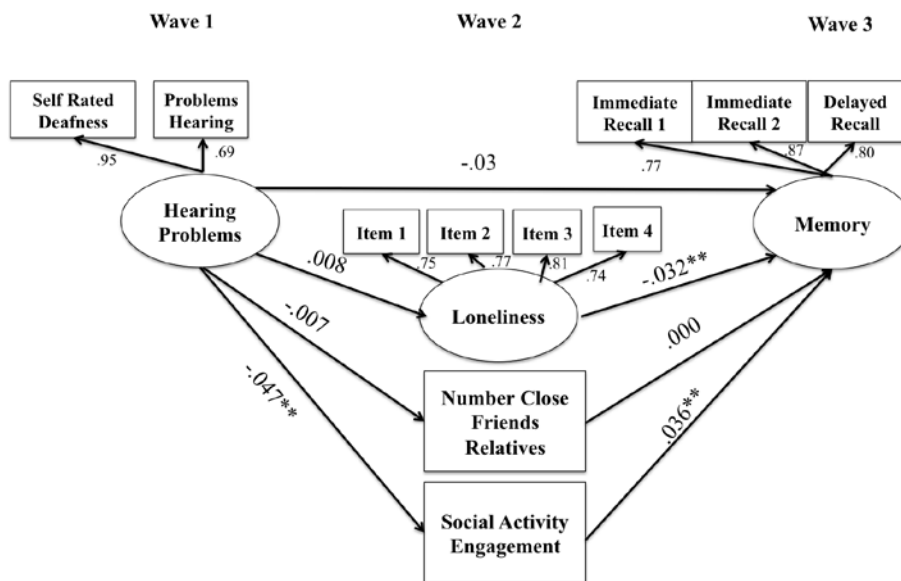 Wave 1
Wave 2
Wave 3
Self Rated
Deafness
Problems
Hearing
Immediate
Recall 1
Immediate
Recall 2
Delayed
Recall
.95
.69
.77
.87
.80
-.03
Hearing
Problems
Item 1
Item 2
Item 3
Item 4
Memory
.75
.77
.81
.74
.008
-.032**
Loneliness
-.007
.000
-.047**
Number Close
Friends
Relatives
.036**
Social Activity
Engagement